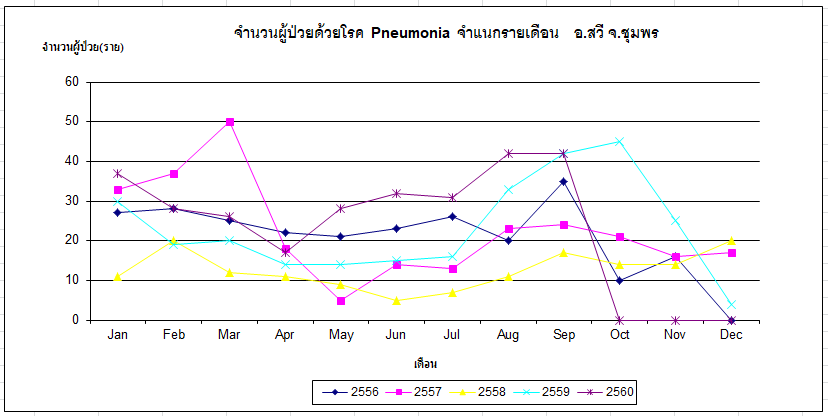 จำนวนผู้ป่วยด้วยโรค Pneumonia จำแนกรายเดือน อ.สวี จ.ชุมพร
จำนวนผู้ป่วย(ราย)
60
50
40
30
20
10
0
Jan Feb Mar Apr May Jun Jul Aug Sep Oct Nov Dec
เดือน
2556 2557 2558 2559 2560